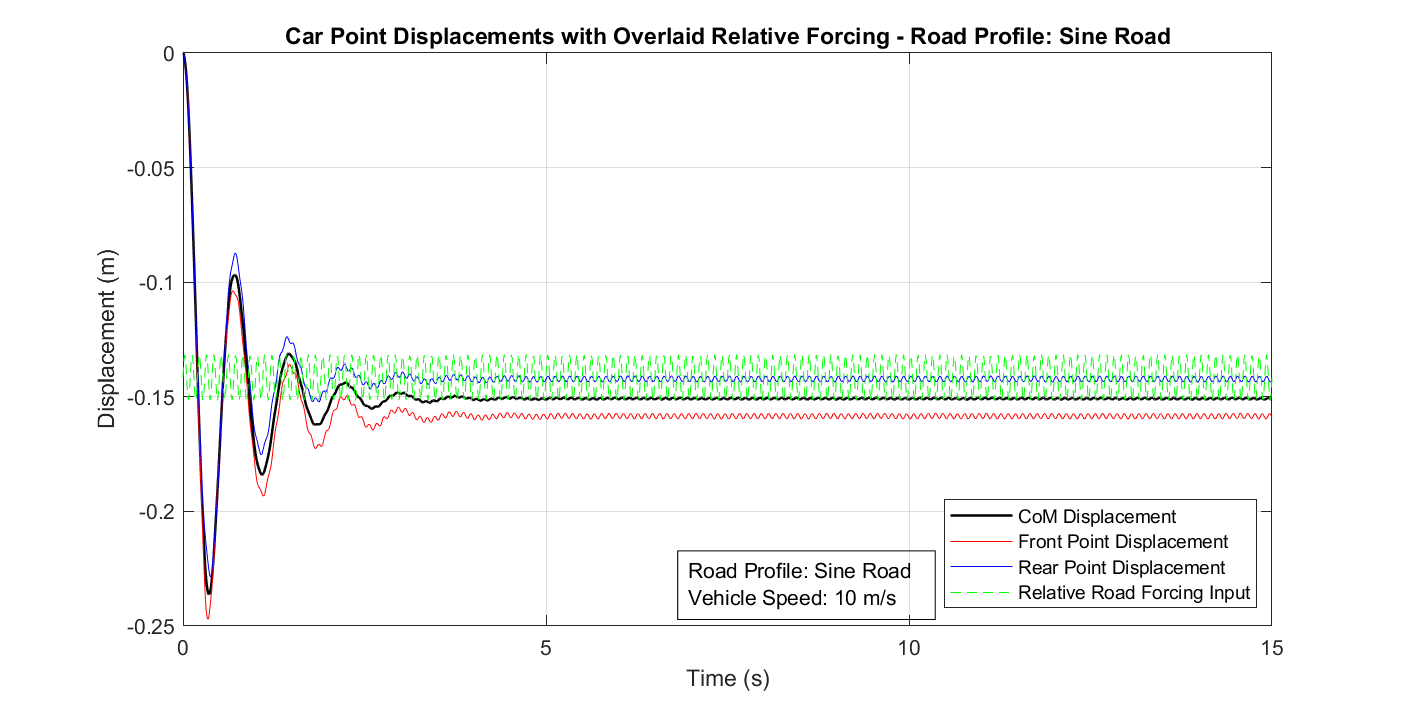 Car Point Displacements with Overlaid Relative Forcing - Road Profile: Sine Road
0
-0.05
-0.1
-0.15
-0.2
-0.25
Displacement (m)
0
5
10
15
Time (s)
Road Profile: Sine Road
Vehicle Speed: 10 m/s
CoM Displacement
Front Point Displacement
Rear Point Displacement
Relative Road Forcing Input